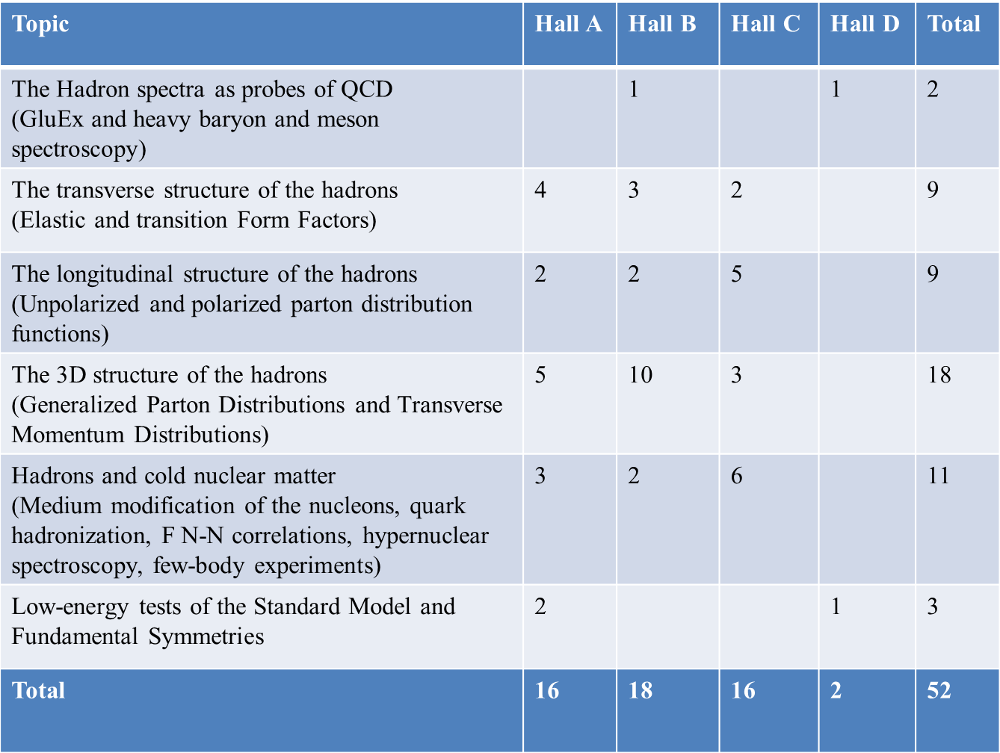 Topic Hall A Hall B Hall C Hall D Total
The Hadron spectra as probes of QCD 1 1 2
(GluEx and heavy baryon and meson
spectroscopy)
The transverse structure of the hadrons 4 3 2 9
(Elastic and transition Form Factors)
The longitudinal structure of the hadrons 2 2 5 9
(Unpolarized and polarized parton distribution
functions)
The 3D structure of the hadrons 5 10 3 18
(Generalized Parton Distributions and Transverse
Momentum Distributions)
Hadrons and cold nuclear matter 3 2 6 11
(Medium modification of the nucleons, quark
hadronization, F N-N correlations, hypernuclear
spectroscopy, few-body experiments)
Low-energy tests of the Standard Model and 2 1 3
Fundamental Symmetries
Total 16 18 16 2 52